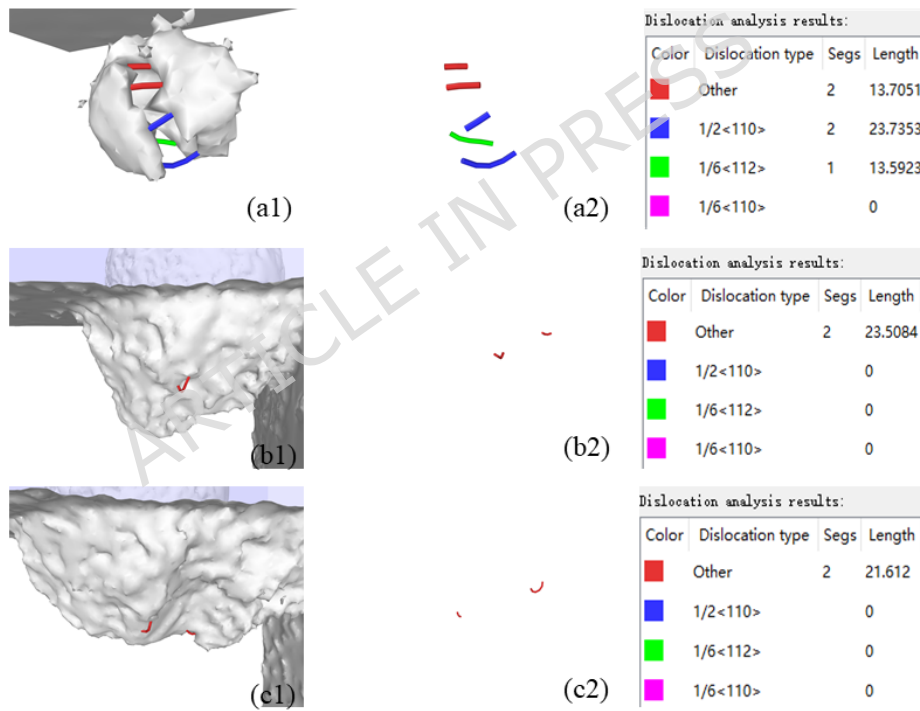 Dislocation analysis results:
Color Dislocation type Segs Length
Other 2 13.7051
1/2<110> 2 23.7353
1/6<112> 1 13.5923
1/6<110> 0
(a1)
(a2)
Dislocation analysis results:
Color Dislocation type Segs Length
Other 2 23.5084
1/2<110> 0
1/6<112> 0
1/6<110> 0
(b1)
(b2)
Dislocation analysis results:
Color Dislocation type Segs Length
Other 2 21.612
1/2<110> 0
1/6<112> 0
1/6<110> 0
(c1)
(c2)
ARTICLE IN PRESS